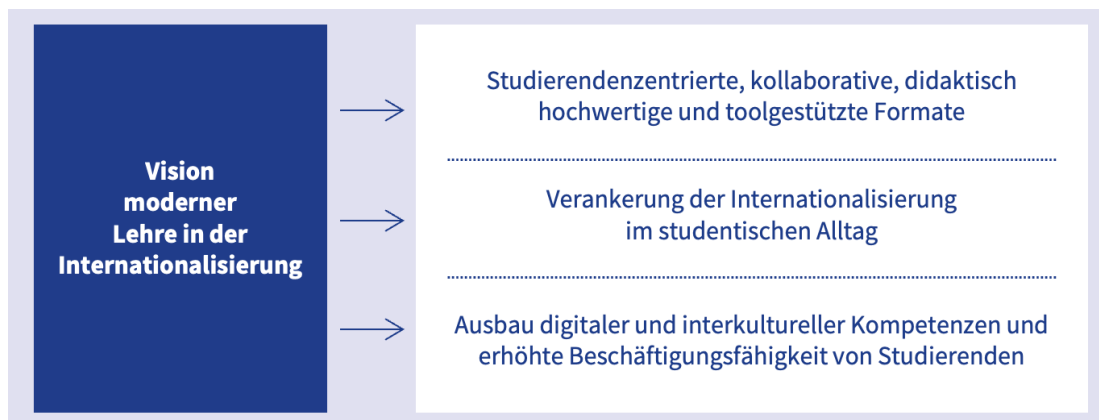 Vision
moderner
Lehre in der
Internationalisierung
Studierendenzentrierte, kollaborative, didaktisch
hochwertige und toolgestützte Formate
Verankerung der Internationalisierung
im studentischen Alltag
Ausbau digitaler und interkultureller Kompetenzen und
erhöhte Beschäftigungsfähigkeit von Studierenden